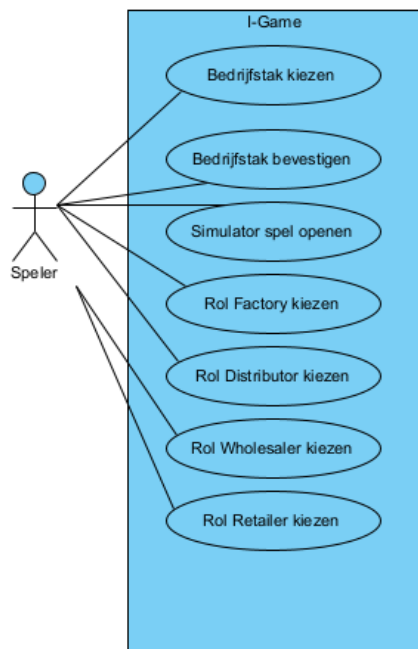 I-Game
Bedrijfstak kiezen
Bedrijfstak bevestigen
Simulator spel openen
Speler
Rol Factory kiezen
Rol Distributor kiezen
Rol Wholesaler kiezen
Rol Retailer kiezen